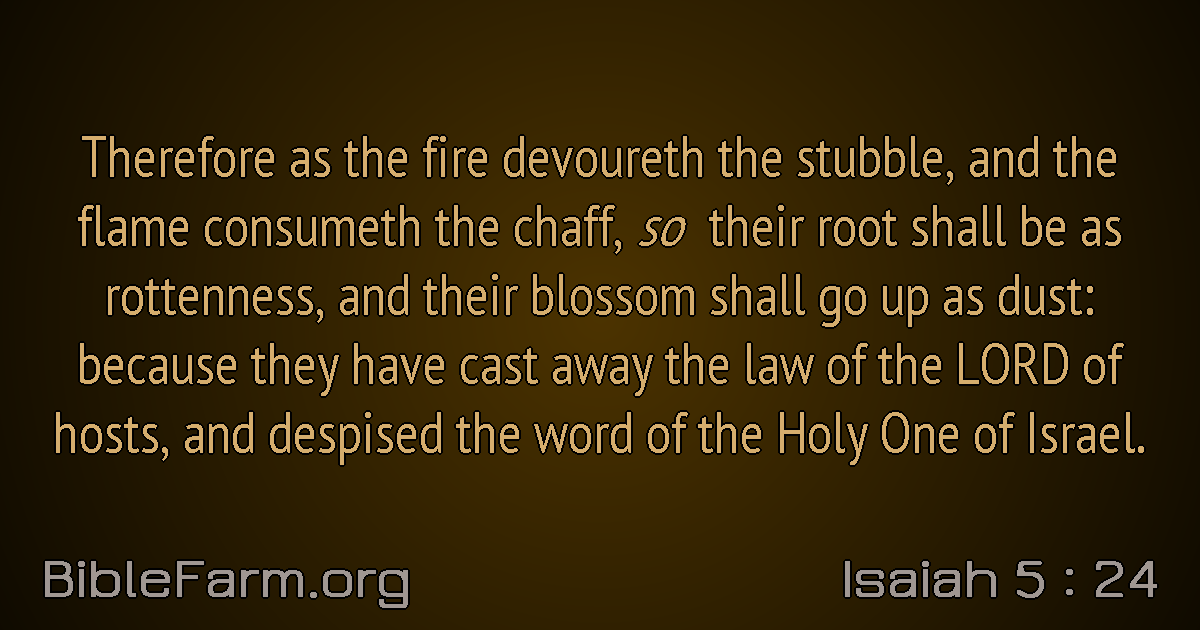 Therefore as the fire devoureth the stubble, and the
flame consumeth the chaff, so their root shall be as
rottenness, and their blossom shall go up as dust:
because they have cast away the law of the LORD of
hosts, and despised the word of the Holy One of Israel.
BibleFarm.org
Isaiah 5 : 24